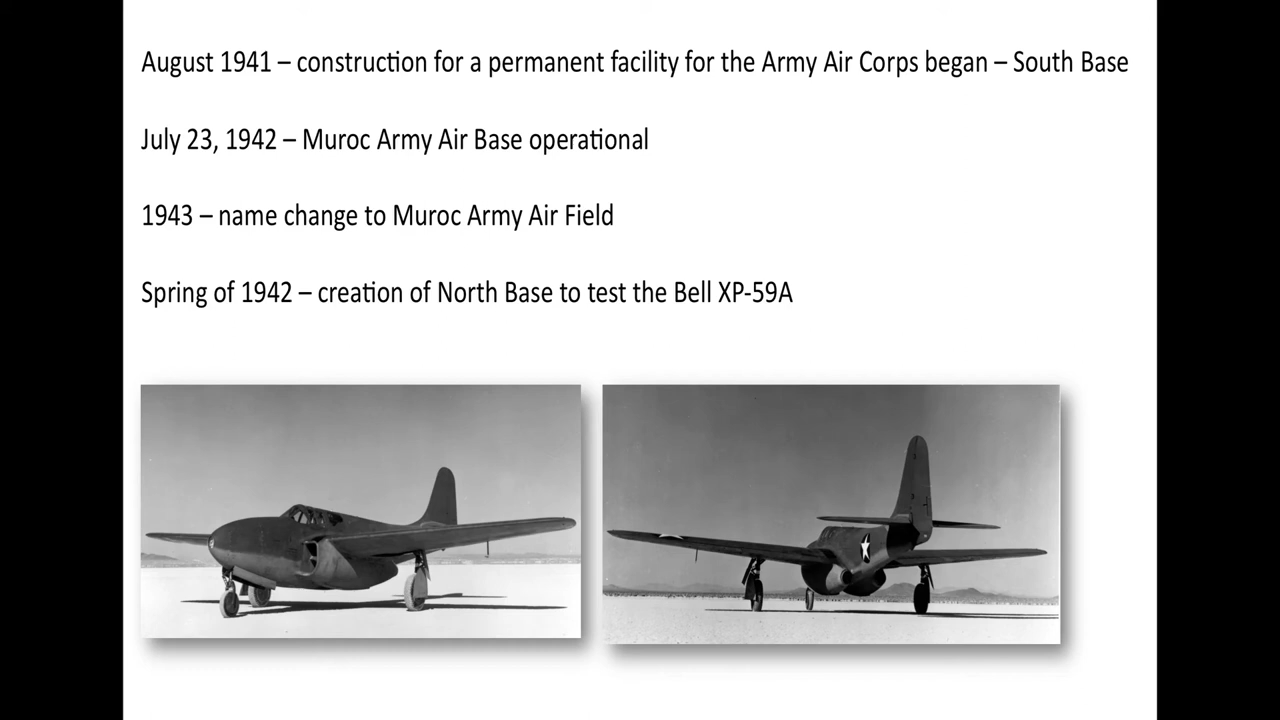 August 1941 – construction for a permanent facility for the Army Air Corps began – South Base
July 23, 1942 – Muroc Army Air Base operational
1943 – name change to Muroc Army Air Field
Spring of 1942 – creation of North Base to test the Bell XP-59A